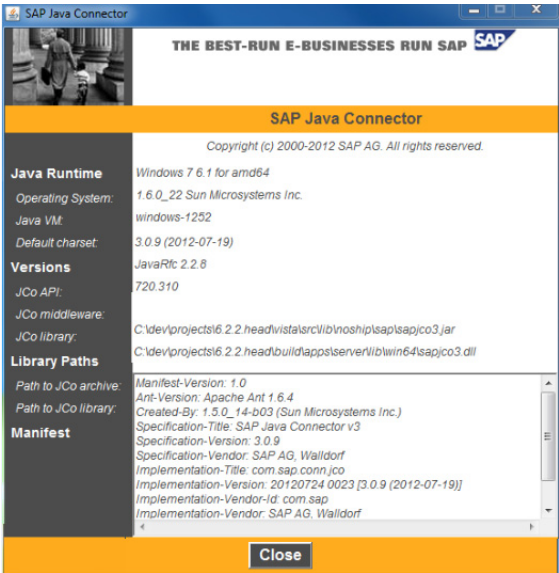 SAP Java Connector
THE BEST-RUN E-BUSINESSES RUN SAP SAP
SAP Java Connector
Copyright (c) 2000-2012 SAP AG. All rights reserved.
Java Runtime
Windows 7 6.1 for amd64
Operating System:
1.6.0_22 Sun Microsystems Inc.
Java VM:
windows-1252
Default charset:
3.0.9 (2012-07-19)
Versions
JavaRfc 2.2.8
JCo API:
720.310
JCo middleware:
JCo library:
C:\dev\projects\6.2.2.head\vista\src\lib\noship\sap\sapjco3.jar
Library Paths
C:\dev\projects\6.2.2.head\build\apps\server\lib\win64\sapjco3.dll
Path to JCo archive:
Path to JCo library:
Manifest
Manifest-Version: 1.0
Ant-Version: Apache Ant 1.6.4
Created-By: 1.5.0_14-b03 (Sun Microsystems Inc.)
Specification-Title: SAP Java Connector v3
Specification-Version: 3.0.9
Specification-Vendor: SAP AG, Walldorf
Implementation-Title: com.sap.conn.jco
Implementation-Version: 20120724 0023 [3.0.9 (2012-07-19)]
Implementation-Vendor-Id: com.sap
Implementation-Vendor: SAP AG, Walldorf
Close